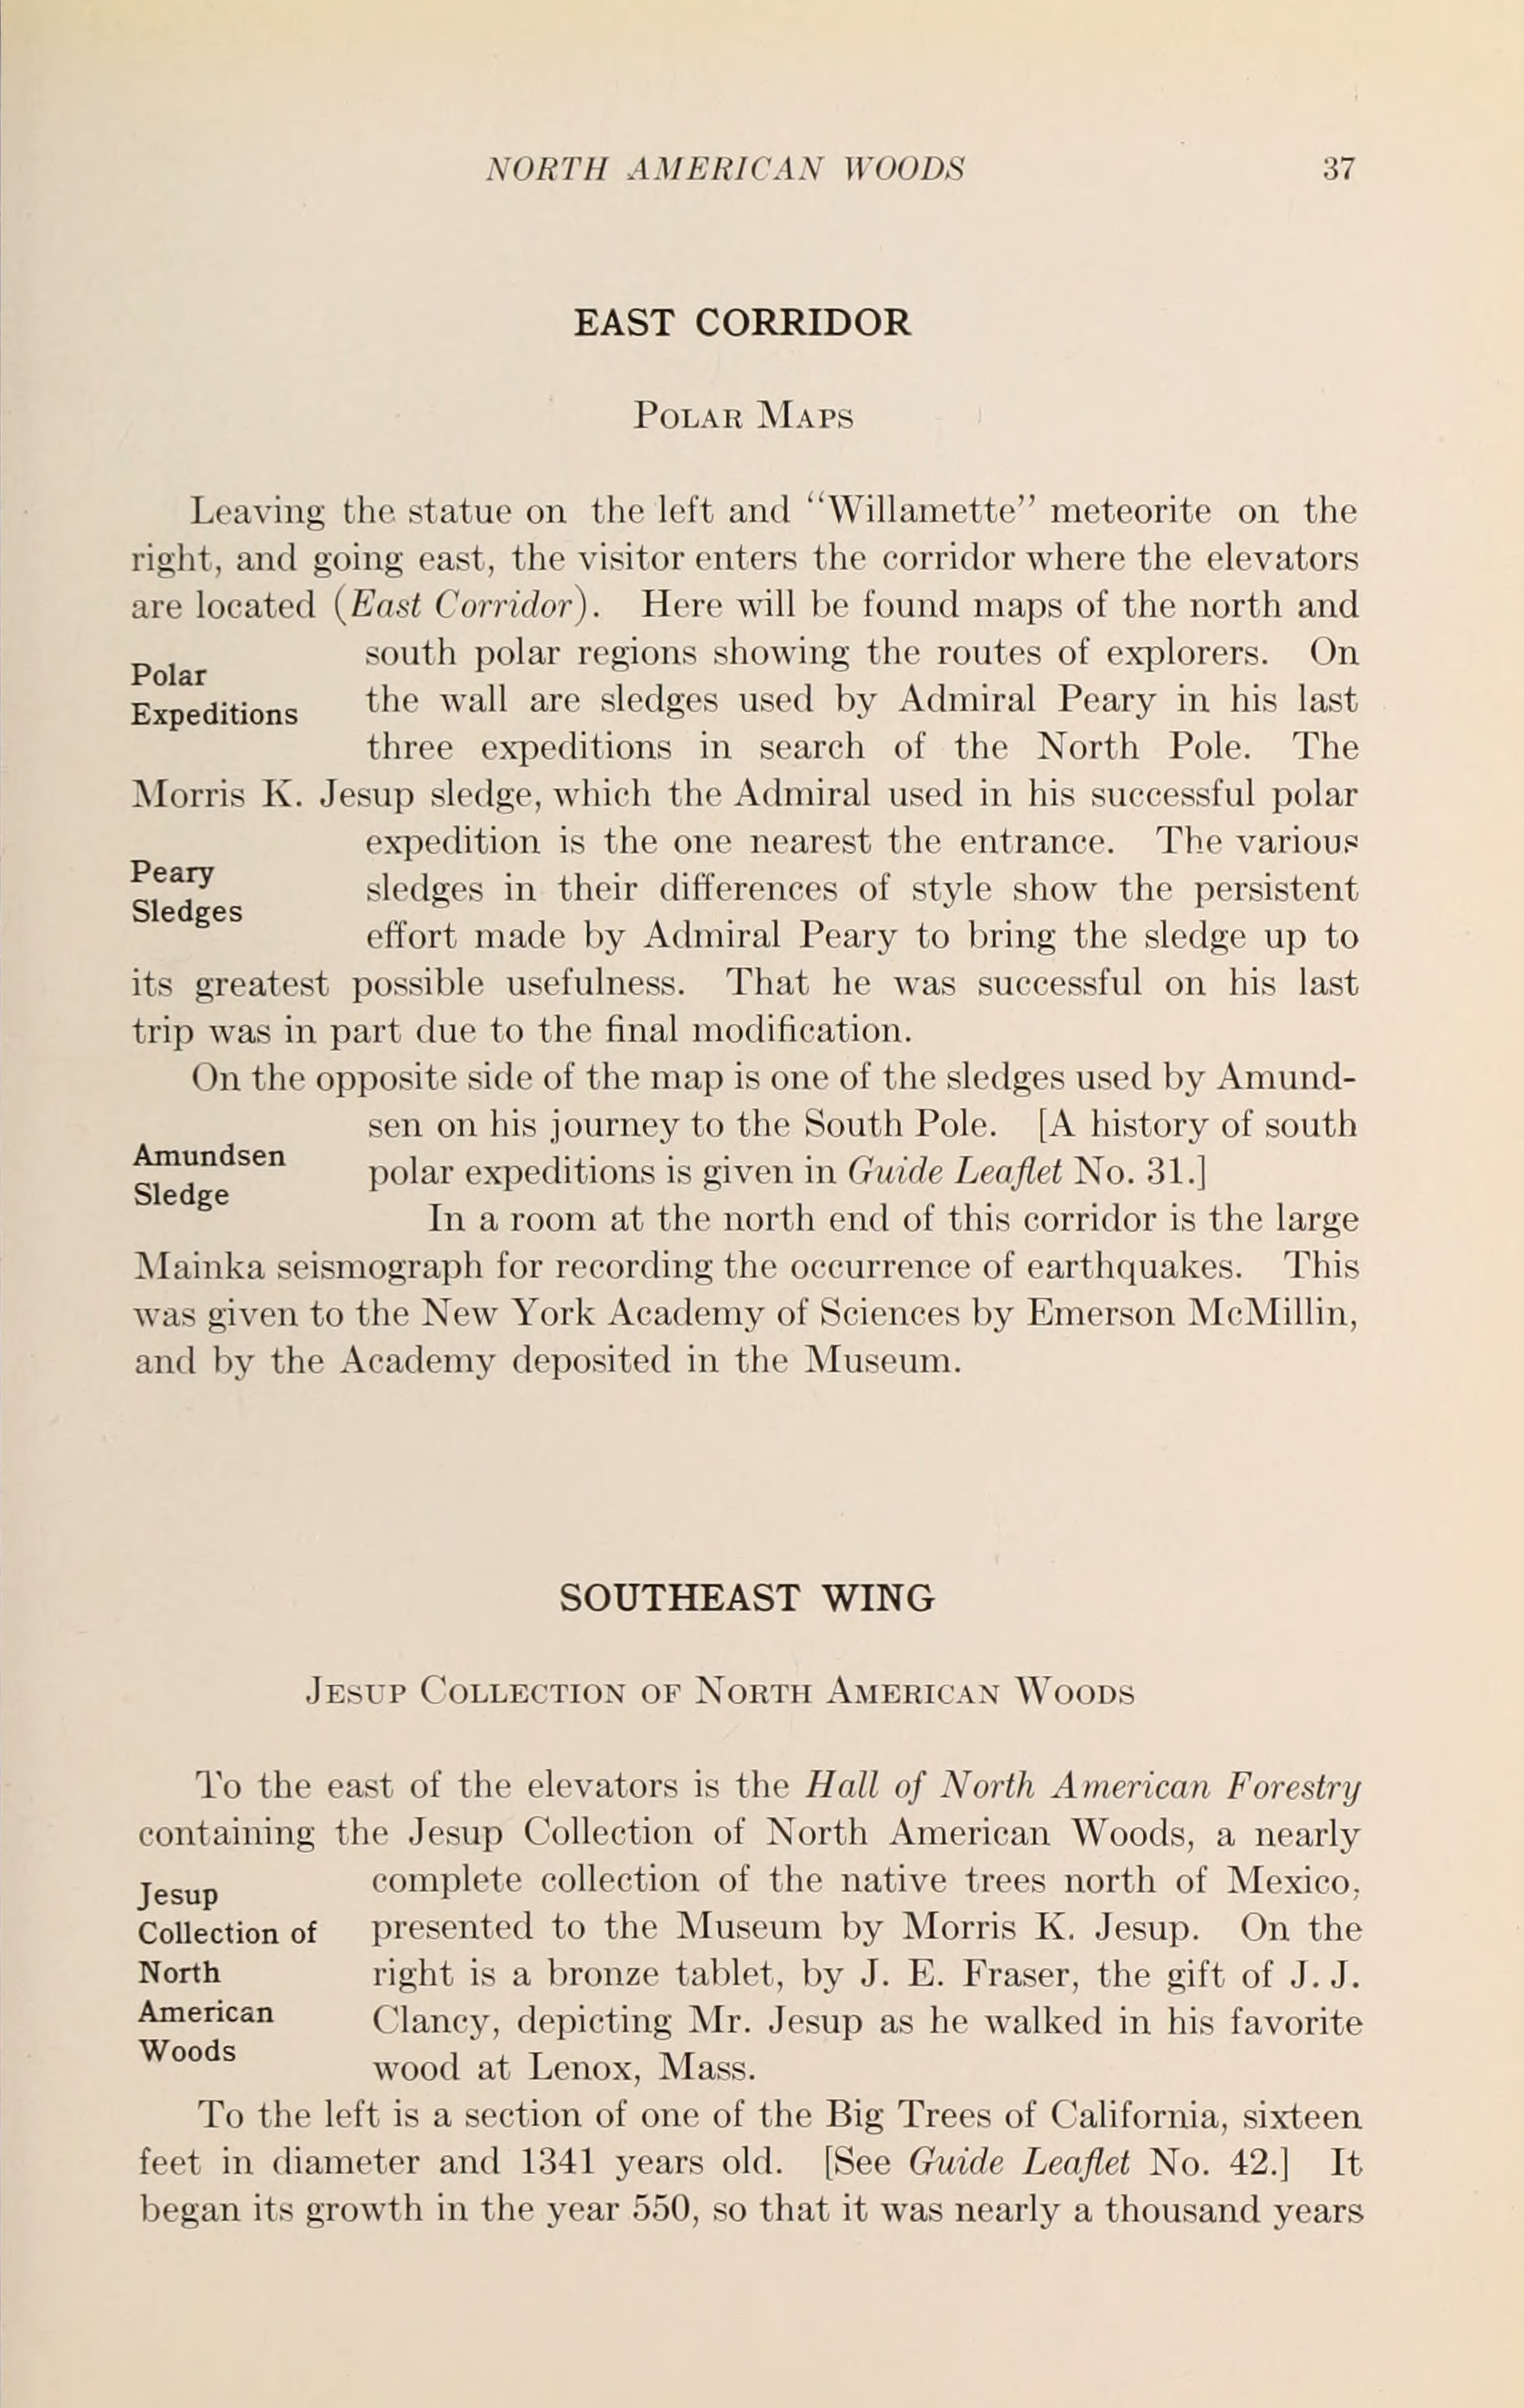 NORTH AMERICAN WOODS 37
EAST CORRIDOR
POLAR MAPS
Leaving the statue on the left and “Willamette” meteorite on the
right, and going east, the visitor enters the corridor where the elevators
are located (East Corridor). Here will be found maps of the north and
south polar regions showing the routes of explorers. On
Polar
Expeditions
the wall are sledges used by Admiral Peary in his last
three expeditions in search of the North Pole. The
Morris K. Jesup sledge, which the Admiral used in his successful polar
expedition is the one nearest the entrance. The various
Peary
Sledges
sledges in their differences of style show the persistent
effort made by Admiral Peary to bring the sledge up to
its greatest possible usefulness. That he was successful on his last
trip was in part due to the final modification.
On the opposite side of the map is one of the sledges used by Amund-
sen on his journey to the South Pole. [A history of south
Amundsen
Sledge
polar expeditions is given in Guide Leaflet No. 31.]
In a room at the north end of this corridor is the large
Mainka seismograph for recording the occurrence of earthquakes. This
was given to the New York Academy of Sciences by Emerson McMillin,
and by the Academy deposited in the Museum.
SOUTHEAST WING
JESUP COLLECTION OF NORTH AMERICAN WOODS
To the east of the elevators is the Hall of North American Forestry
containing the Jesup Collection of North American Woods, a nearly
Jesup
Collection of
North
American
Woods
complete collection of the native trees north of Mexico,
presented to the Museum by Morris K. Jesup. On the
right is a bronze tablet, by J. E. Fraser, the gift of J. J.
Clancy, depicting Mr. Jesup as he walked in his favorite
wood at Lenox, Mass.
To the left is a section of one of the Big Trees of California, sixteen
feet in diameter and 1341 years old. [See Guide Leaflet No. 42.] It
began its growth in the year 550, so that it was nearly a thousand years